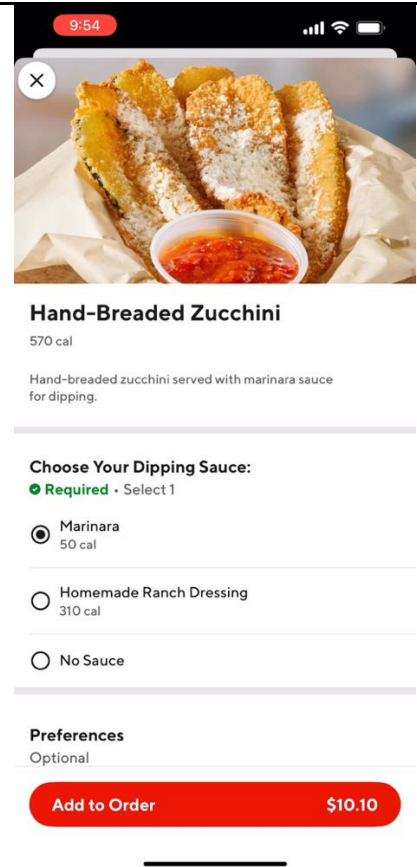 9:54
Hand-Breaded Zucchini
570 cal
Hand-breaded zucchini served with marinara sauce
for dipping.
Choose Your Dipping Sauce:
Required • Select 1
Marinara
50 cal
Homemade Ranch Dressing
310 cal
No Sauce
Preferences
Optional
Add to Order $10.10